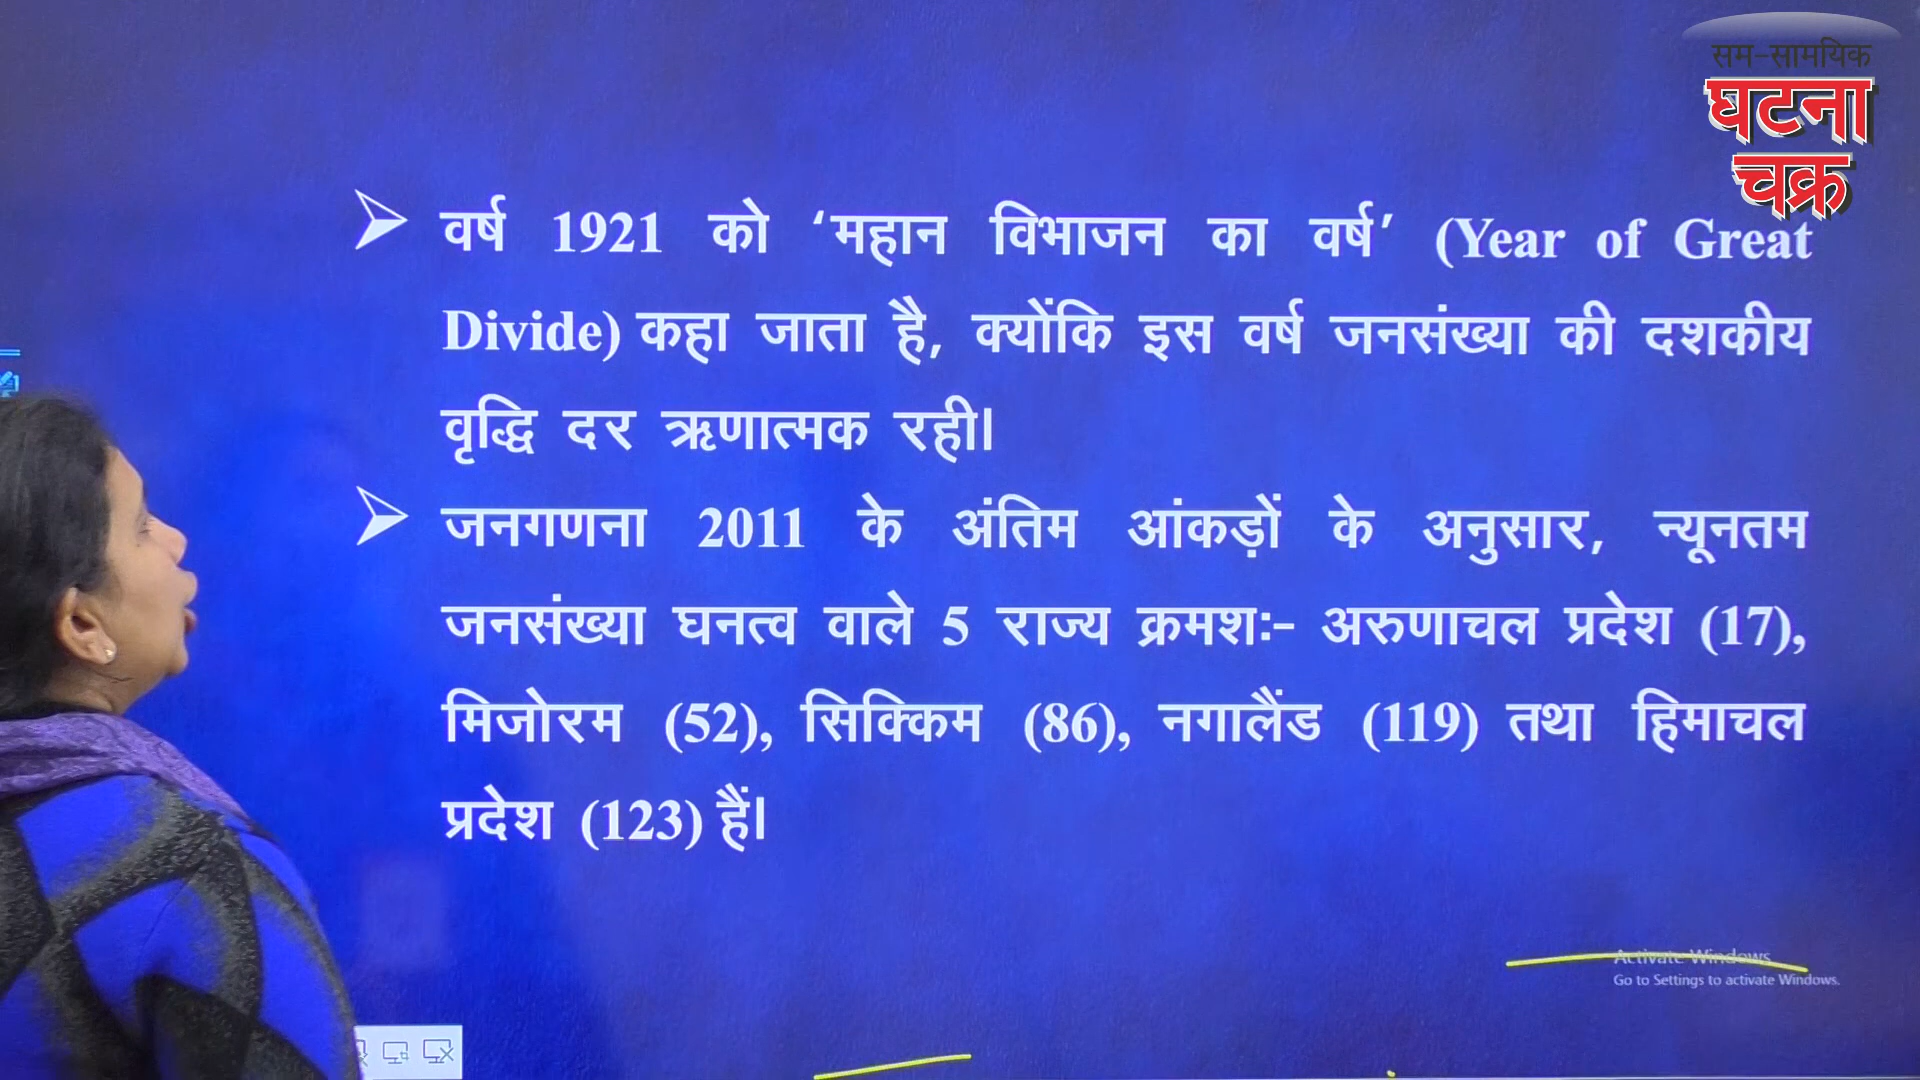 सम-सामयिक
घटना
चक्र
वर्ष 1921 को ‘महान विभाजन का वर्ष’ (Year of Great
Divide) कहा जाता है, क्योंकि इस वर्ष जनसंख्या की दशकीय
वृद्धि दर ऋणात्मक रही।
जनगणना 2011 के अंतिम आंकड़ों के अनुसार, न्यूनतम
जनसंख्या घनत्व वाले 5 राज्य क्रमशः- अरुणाचल प्रदेश (17),
मिजोरम (52), सिक्किम (86), नगालैंड (119) तथा हिमाचल
प्रदेश (123) हैं।
Activate Windows
Go to Settings to activate Windows.